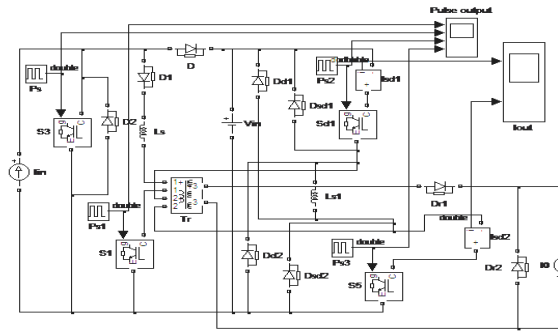 Pulse output
double
D
Ps
D1
Dd1
Ps2
double
Isd1
Dsd1
Iout
S3
D2
Ls
Vin
Sd1
Iin
double
Ps1
Tr
Ls1
Dr1
double
Isd2
S1
Dd2
Dsd2
Ps3
double
S5
Dr2
I0